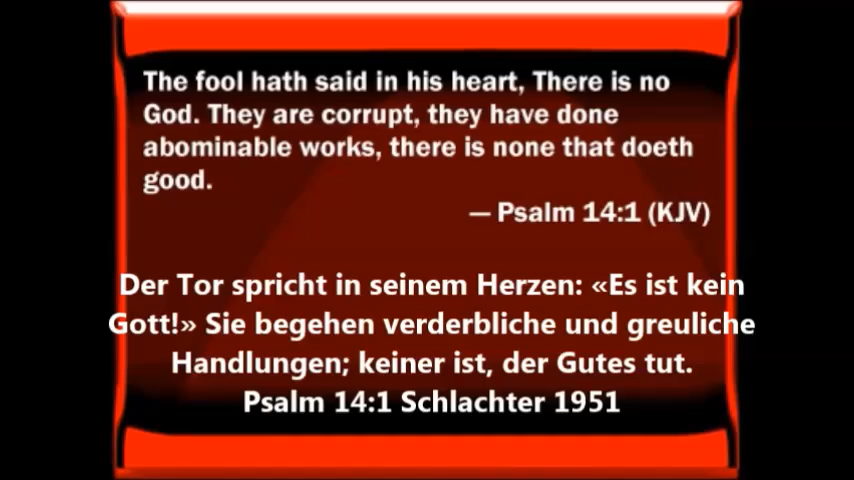 The fool hath said in his heart, There is no
God. They are corrupt, they have done
abominable works, there is none that doeth
good.
— Psalm 14:1 (KJV)
Der Tor spricht in seinem Herzen: «Es ist kein
Gott!» Sie begehen verderbliche und greuliche
Handlungen; keiner ist, der Gutes tut.
Psalm 14:1 Schlachter 1951